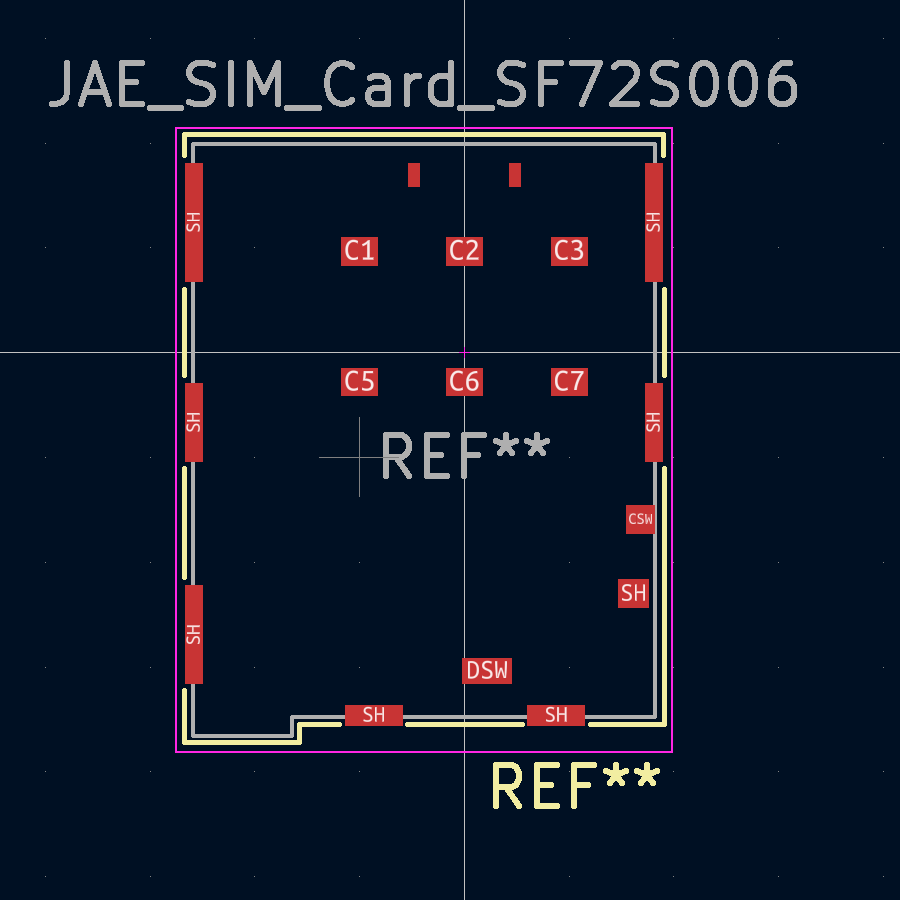 JAE_SIM_Card_SF72S006
SH
SH
C1 C2 C3
C5 C6 C7
SH
SH
REF**
CSW
SH
SH
DSW
SH SH
REF**